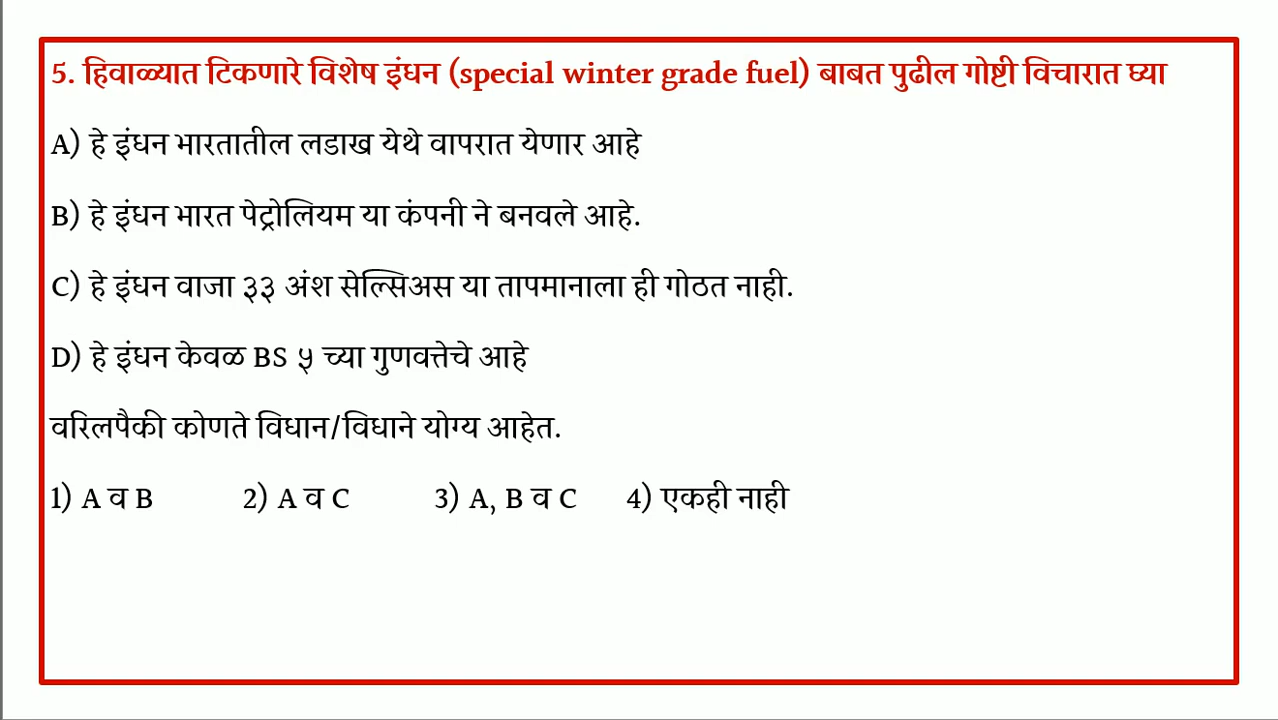 5. हिवाळ्यात टिकणारे विशेष इंधन (special winter grade fuel) बाबत पुढील गोष्टी विचारात घ्या
A) हे इंधन भारतातील लडाख येथे वापरात येणार आहे
B) हे इंधन भारत पेट्रोलियम या कंपनी ने बनवले आहे.
C) हे इंधन वाजा ३३ अंश सेल्सिअस या तापमानाला ही गोठत नाही.
D) हे इंधन केवळ BS ५ च्या गुणवत्तेचे आहे
वरिलपैकी कोणते विधान/विधाने योग्य आहेत.
1) A व B 2) A व C 3) A, B व C 4) एकही नाही